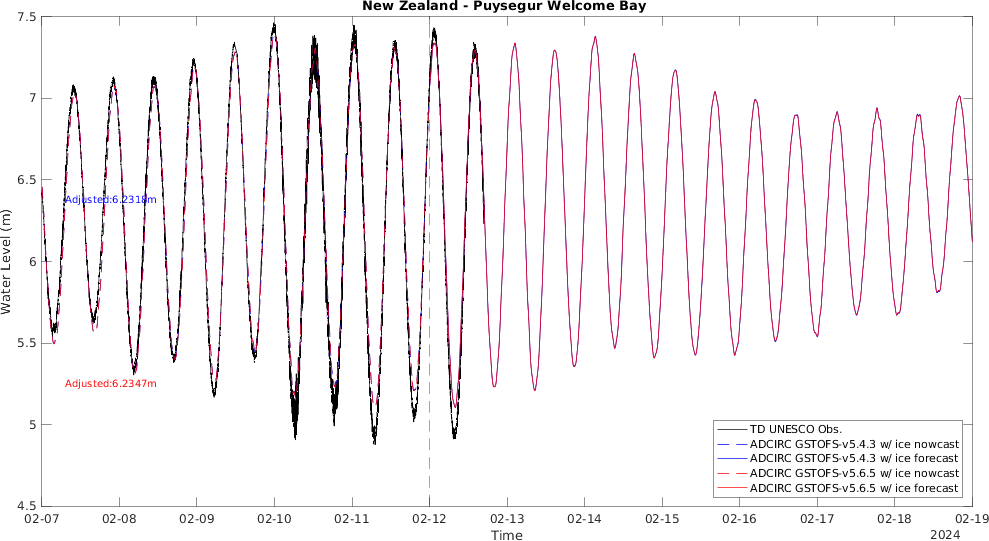 New Zealand - Puysegur Welcome Bay
7.5
7
6.5
6
5.5
5
4.5
Water Level (m)
Adjusted:6.2318m
Adjusted:6.2347m
TD UNESCO Obs.
ADCIRC GSTOFS-v5.4.3 w/ ice nowcast
ADCIRC GSTOFS-v5.4.3 w/ ice forecast
ADCIRC GSTOFS-v5.6.5 w/ ice nowcast
ADCIRC GSTOFS-v5.6.5 w/ ice forecast
02-07 02-08 02-09 02-10 02-11 02-12 02-13 02-14 02-15 02-16 02-17 02-18 02-19
Time
2024